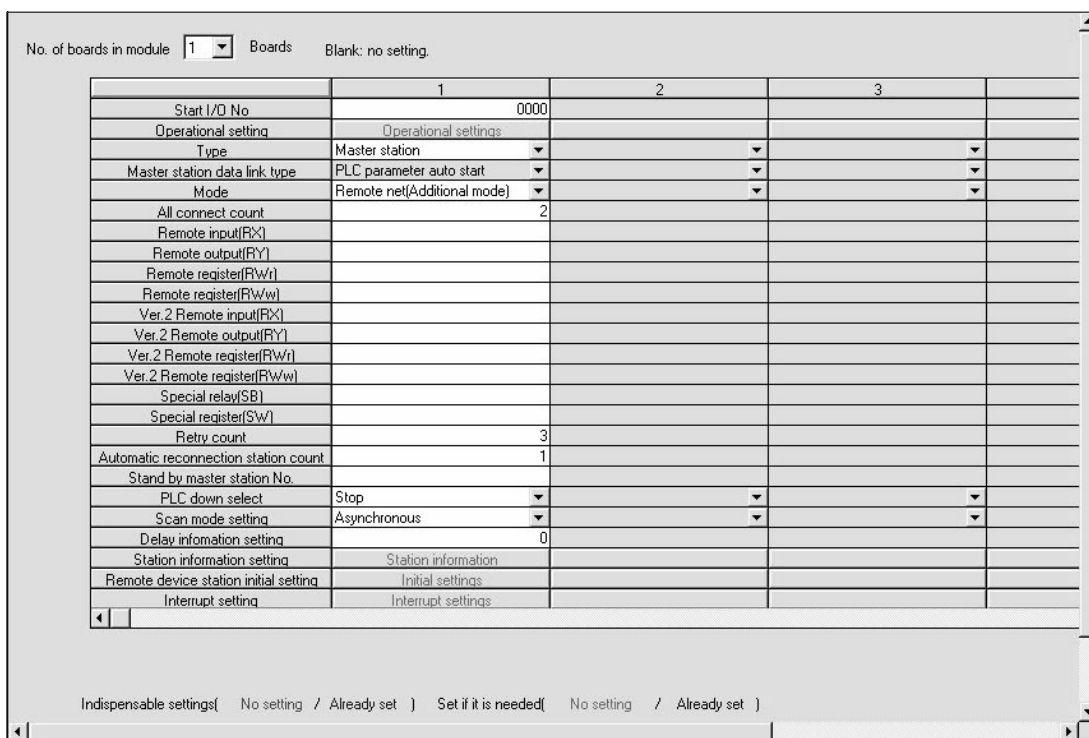 No. of boards in module 1 Boards Blank: no setting.
1 2 3
Start I/O No 0000
Operational setting Operational settings
Type Master station
Master station data link type PLC parameter auto start
Mode Remote net(Additional mode)
All connect count 2
Remote input(RX)
Remote output(RY)
Remote register(RWr)
Remote register(RWw)
Ver.2 Remote input(RX)
Ver.2 Remote output(RY)
Ver.2 Remote register(RWr)
Ver.2 Remote register(RWw)
Special relay(SB)
Special register(SW)
Retry count 3
Automatic reconnection station count 1
Stand by master station No.
PLC down select Stop
Scan mode setting Asynchronous
Delay infomation setting 0
Station information setting Station information
Remote device station initial setting Initial settings
Interrupt setting Interrupt settings
Indispensable settings( No setting / Already set ) Set if it is needed( No setting / Already set )